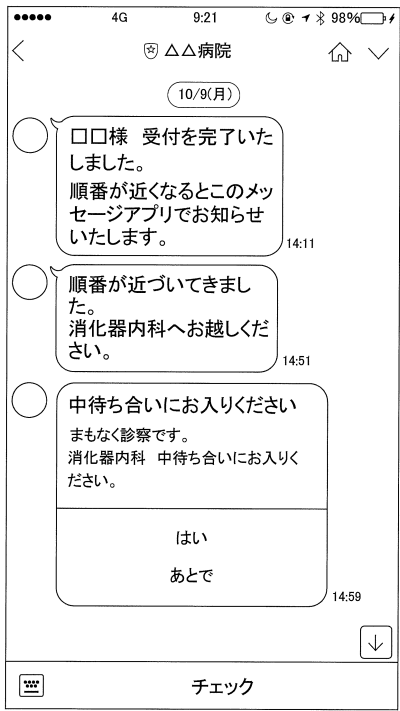 4G 9:21 98%
△△病院
10/9(月)
□□様 受付を完了いた
しました。
順番が近くなるとこのメッ
セージアプリでお知らせ
いたします。
14:11
順番が近づいてきまし
た。
消化器内科へお越しくだ
さい。
14:51
中待ち合いにお入りください
まもなく診察です。
消化器内科 中待ち合いにお入りく
ださい。
はい
あとで
14:59
チェック